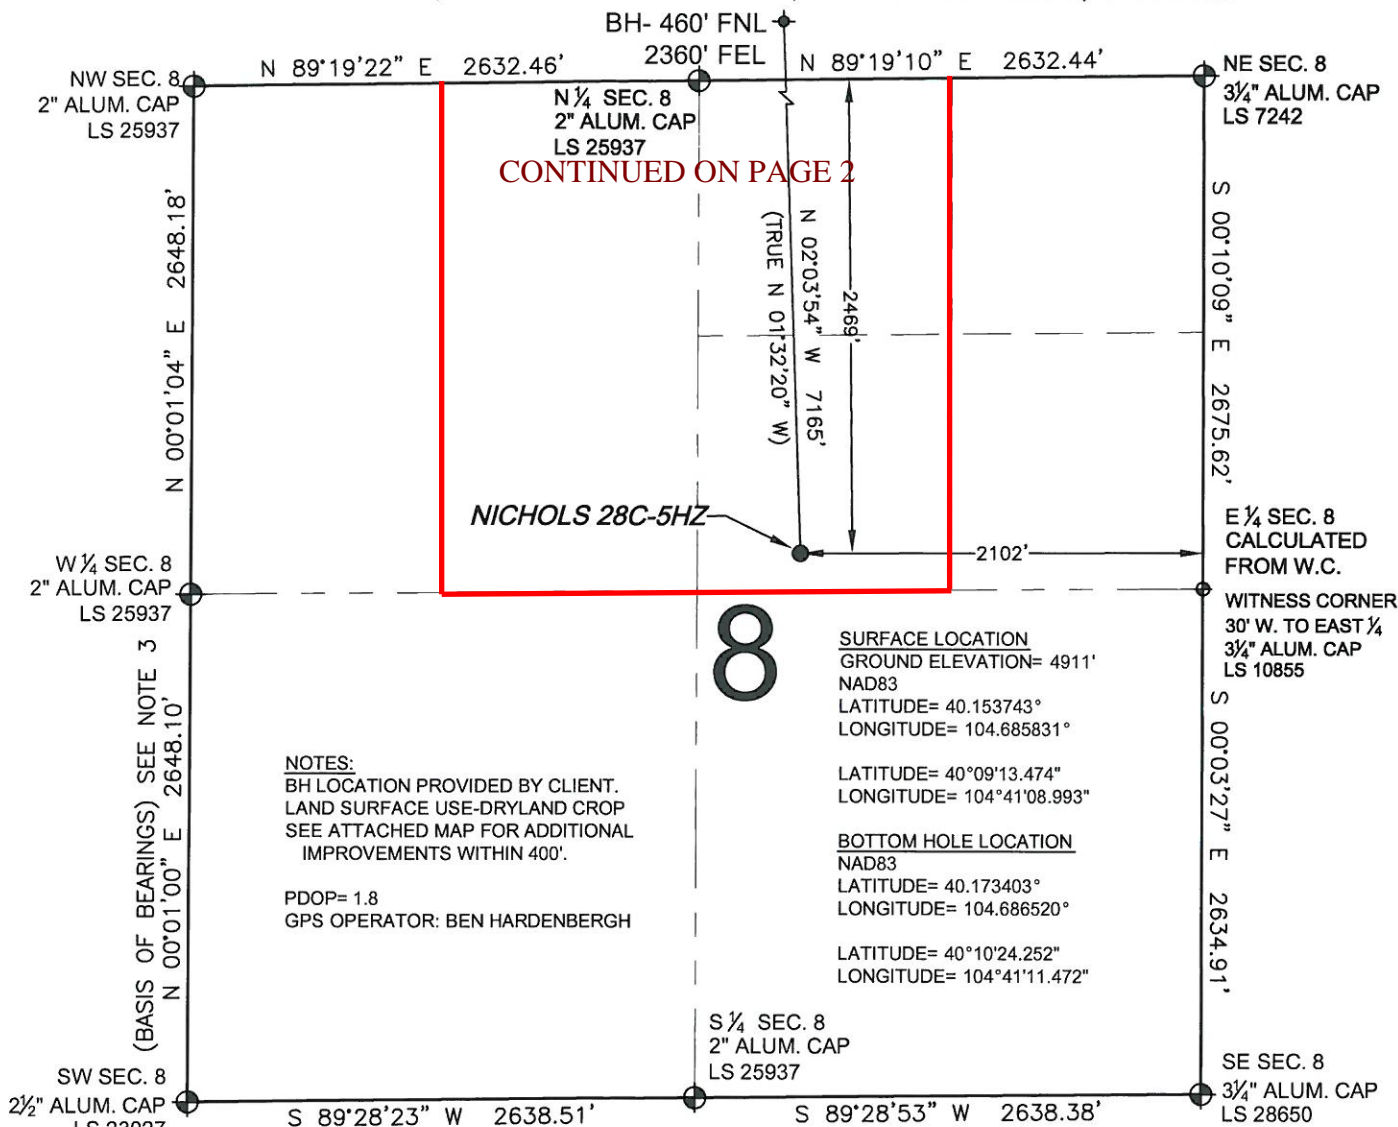 BH- 460' FNL
2360' FEL
N 89°19'22" E 2632.46'
N 89°19'10" E 2632.44'
NW SEC. 8
2" ALUM. CAP
LS 25937
N ¼ SEC. 8
2" ALUM. CAP
LS 25937
NE SEC. 8
3¼" ALUM. CAP
LS 7242
CONTINUED ON PAGE 2
N 00°01'04" E 2648.18'
N 02°03'54" W 7165'
(TRUE N 01°32'20" W)
2469'
S 00°10'09" E 2675.62'
NICHOLS 28C-5HZ
2102'
E ¼ SEC. 8
CALCULATED
FROM W.C.
W ¼ SEC. 8
2" ALUM. CAP
LS 25937
WITNESS CORNER
30' W. TO EAST ¼
3¼" ALUM. CAP
LS 10855
8
SURFACE LOCATION
GROUND ELEVATION= 4911'
NAD83
LATITUDE= 40.153743°
LONGITUDE= 104.685831°
LATITUDE= 40°09'13.474"
LONGITUDE= 104°41'08.993"
BOTTOM HOLE LOCATION
NAD83
LATITUDE= 40.173403°
LONGITUDE= 104.686520°
LATITUDE= 40°10'24.252"
LONGITUDE= 104°41'11.472"
NOTES:
BH LOCATION PROVIDED BY CLIENT.
LAND SURFACE USE-DRYLAND CROP
SEE ATTACHED MAP FOR ADDITIONAL
IMPROVEMENTS WITHIN 400'.
PDOP= 1.8
GPS OPERATOR: BEN HARDENBERGH
(BASIS OF BEARINGS) SEE NOTE 3
N 00°01'00" E 2648.10'
S 00°03'27" E 2634.91'
SW SEC. 8
2½" ALUM. CAP
S ¼ SEC. 8
2" ALUM. CAP
LS 25937
SE SEC. 8
3¼" ALUM. CAP
LS 28650
S 89°28'23" W 2638.51'
S 89°28'53" W 2638.38'